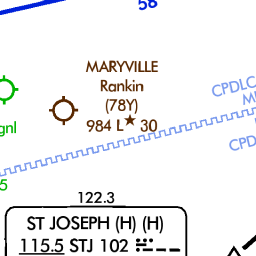 56
MARYVILLE
Rankin
(78Y)
984 L★ 30
CPDLC
CPD
gnl
5
122.3
ST JOSEPH (H) (H)
115.5 STJ 102